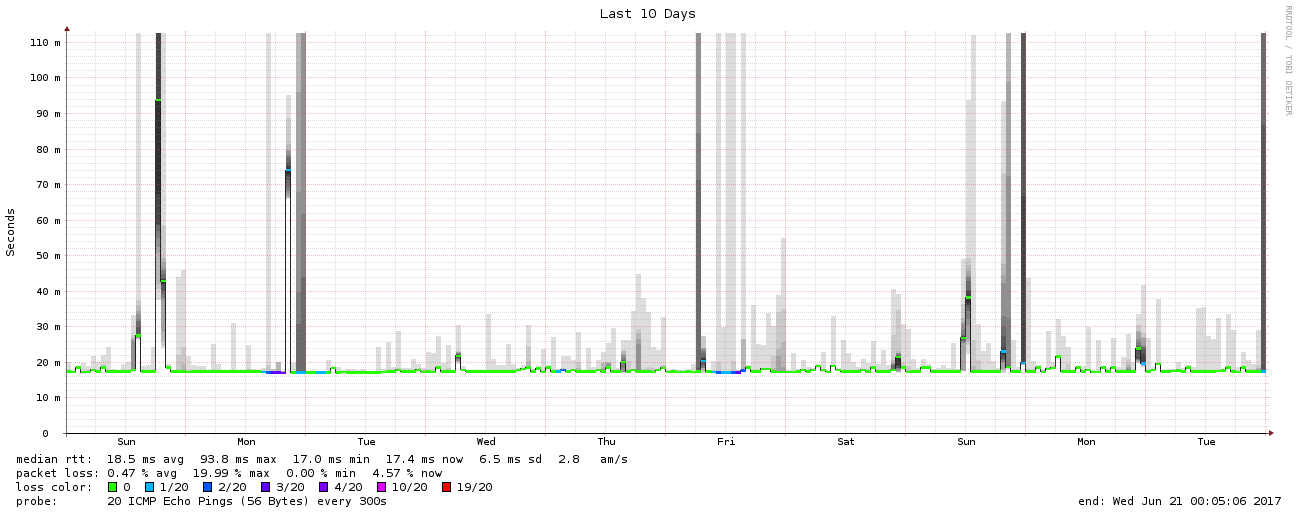 Last 10 Days
RRDTOOL / TOBI OETIKER
Seconds
110 m
100 m
90 m
80 m
70 m
60 m
50 m
40 m
30 m
20 m
10 m
0
Sun Mon Tue Wed Thu Fri Sat Sun Mon Tue
median rtt: 18.5 ms avg 93.8 ms max 17.0 ms min 17.4 ms now 6.5 ms sd 2.8 am/s
packet loss: 0.47 % avg 19.99 % max 0.00 % min 4.57 % now
loss color: 0 1/20 2/20 3/20 4/20 10/20 19/20
probe: 20 ICMP Echo Pings (56 Bytes) every 300s end: Wed Jun 21 00:05:06 2017